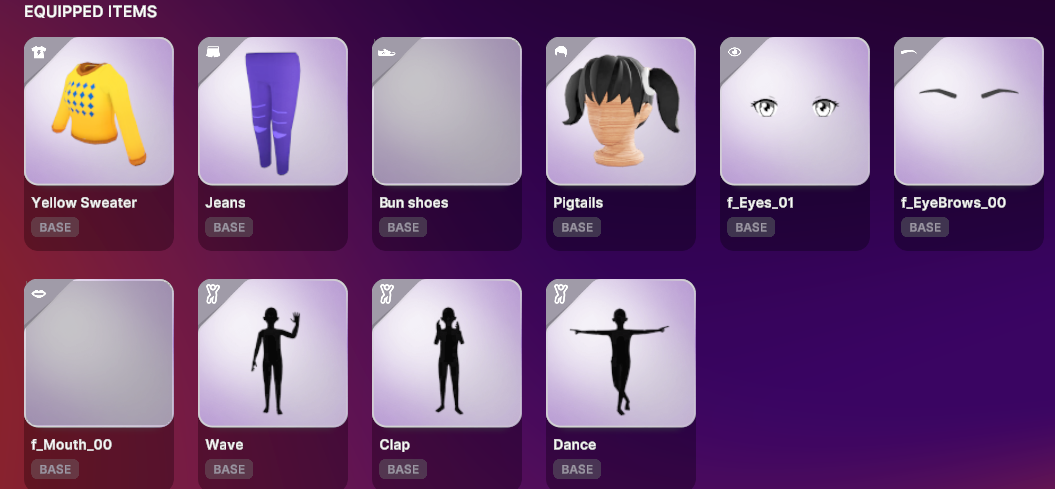 EQUIPPED ITEMS
Yellow Sweater
BASE
Jeans
BASE
Bun shoes
BASE
Pigtails
BASE
f_Eyes_01
BASE
f_EyeBrows_00
BASE
f_Mouth_00
BASE
Wave
BASE
Clap
BASE
Dance
BASE